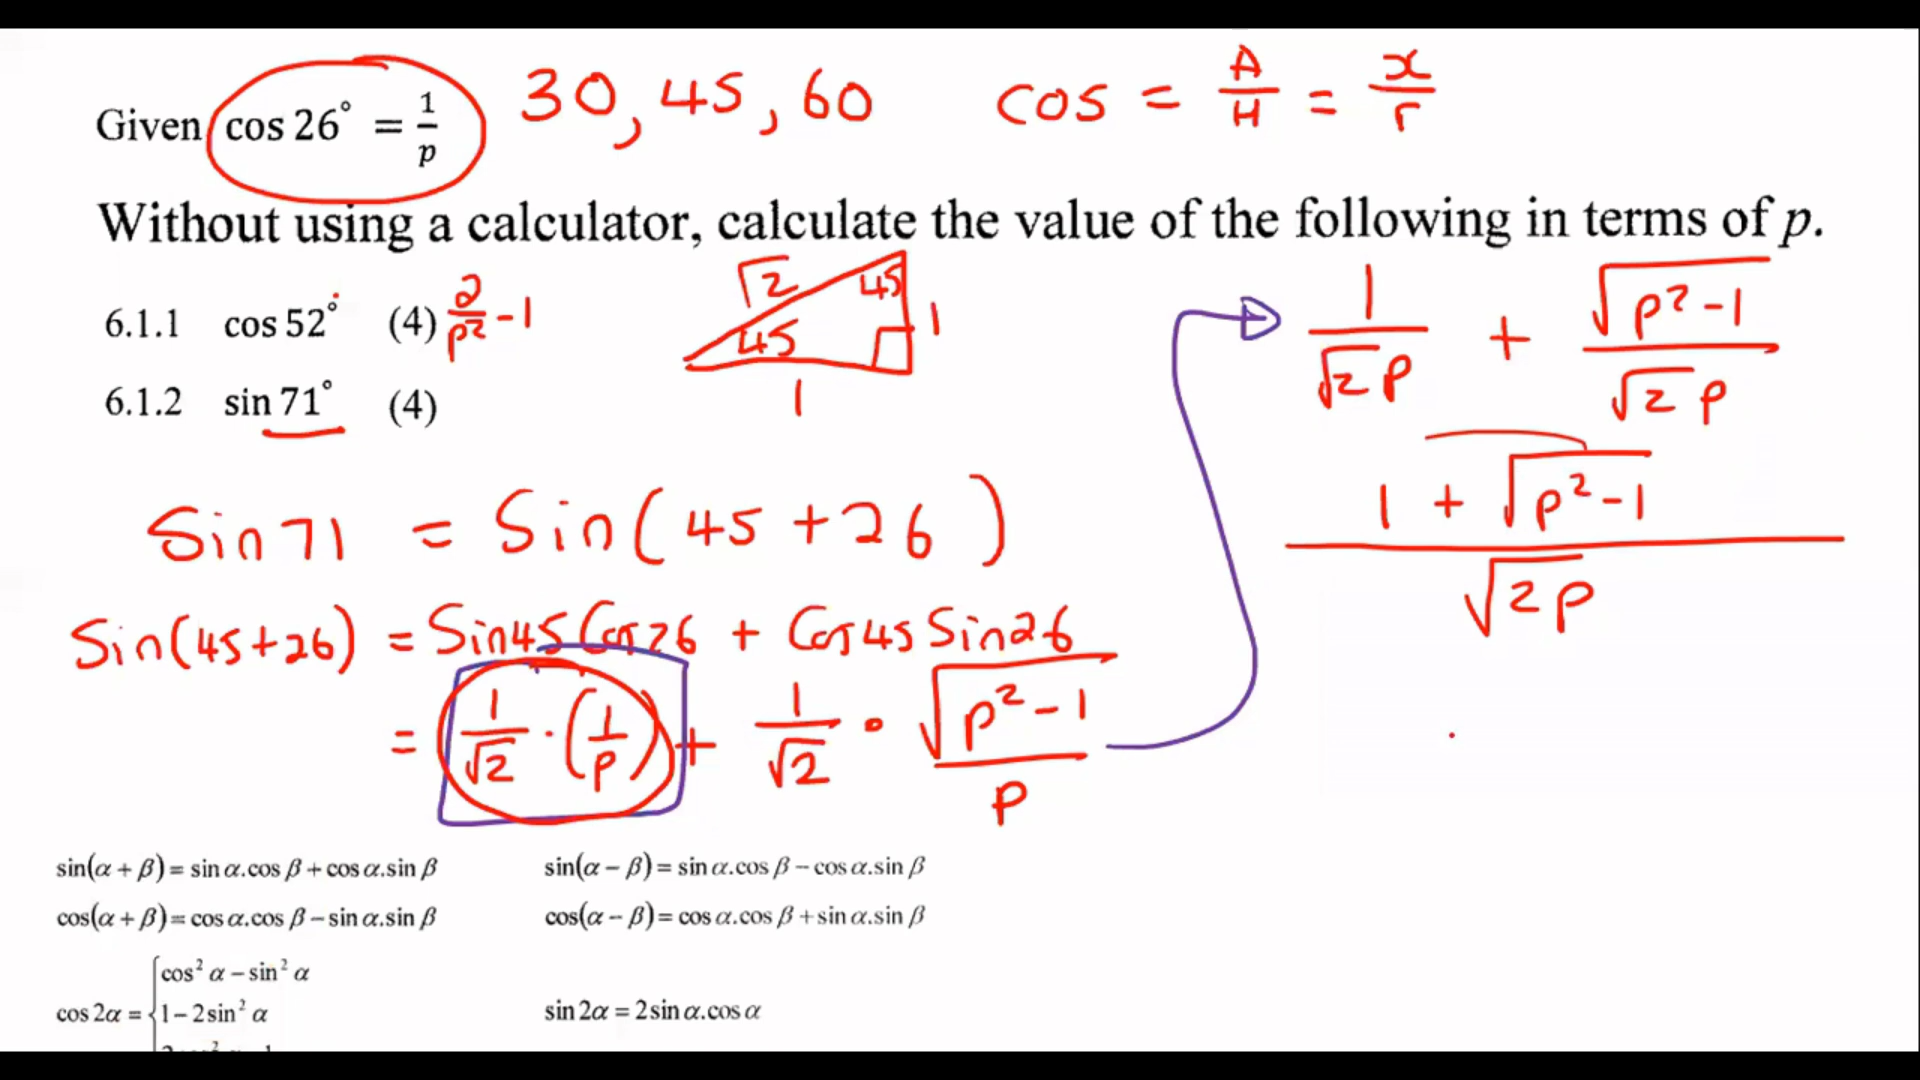 Given cos 26° = 1/p 30, 45, 60 cos = A/H = x/r
Without using a calculator, calculate the value of the following in terms of p.
6.1.1 cos 52° (4) 2/p² - 1
6.1.2 sin 71° (4)
√2 45 45 1 1
1/√2p + √p²-1/√2p
1 + √p²-1
√2p
Sin71 = Sin(45+26)
Sin(45+26) = Sin45 Cos26 + Cos45 Sin26
= 1/√2 · (1/p) + 1/√2 · √p²-1/p
sin(α + β) = sin α.cos β + cos α.sin β sin(α − β) = sin α.cos β − cos α.sin β
cos(α + β) = cos α.cos β − sin α.sin β cos(α − β) = cos α.cos β + sin α.sin β
cos² α − sin² α
cos 2α = { 1 − 2 sin² α sin 2α = 2 sin α.cos α